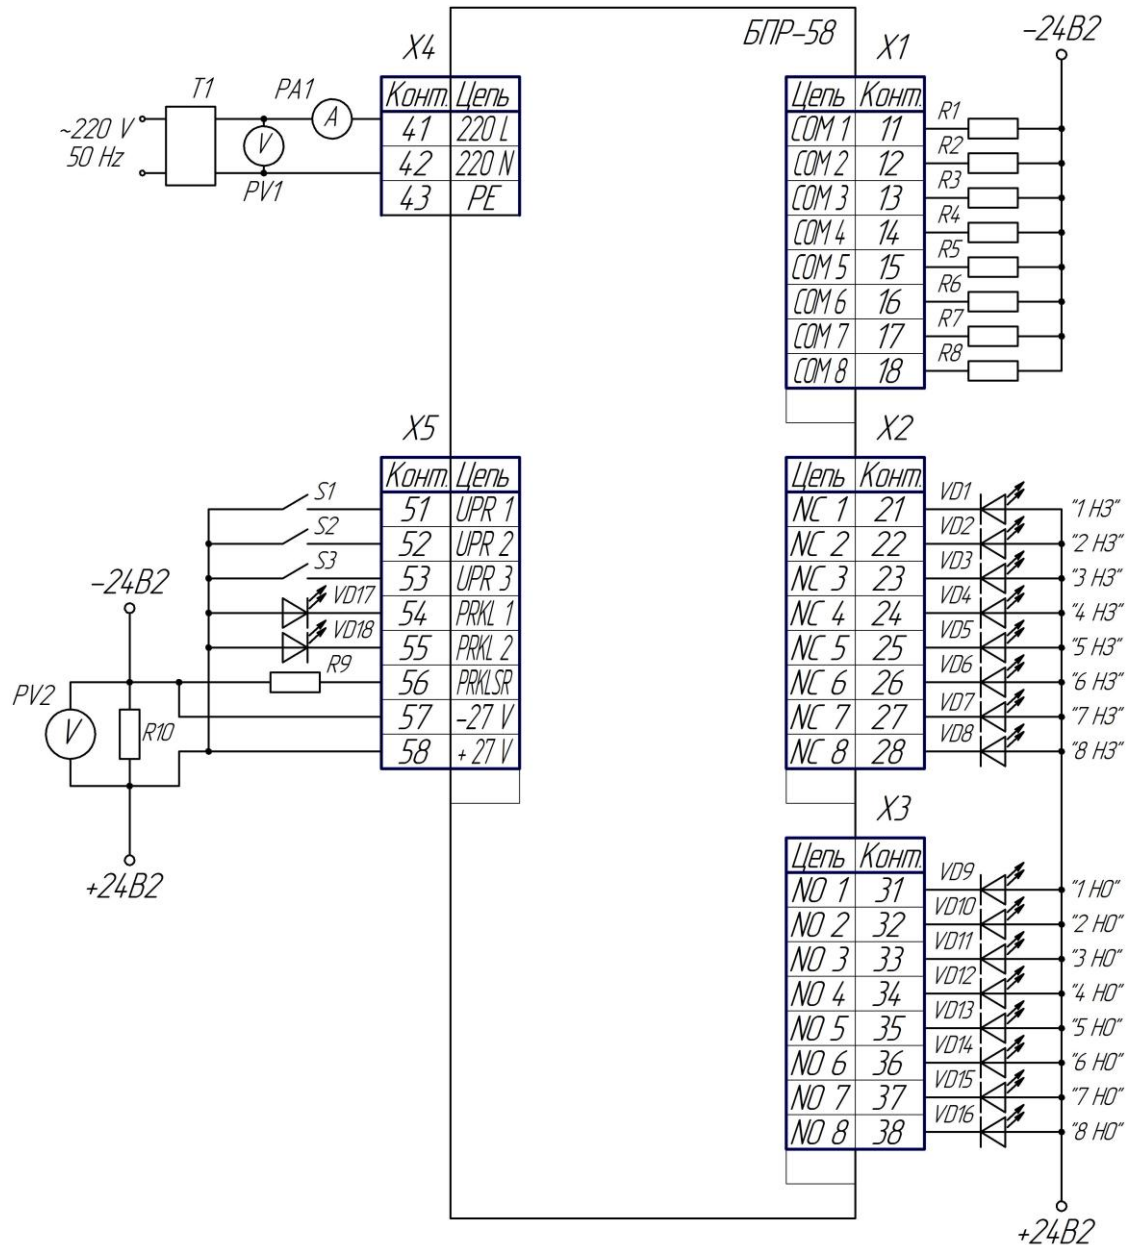 БПР-58
X4
Конт. Цепь
41 220 L
42 220 N
43 PE
T1
PA1
A
V
PV1
~220 V
50 Hz
X1
-24В2
Цепь Конт.
COM 1 11 R1
COM 2 12 R2
COM 3 13 R3
COM 4 14 R4
COM 5 15 R5
COM 6 16 R6
COM 7 17 R7
COM 8 18 R8
X5
Конт. Цепь
S1 51 UPR 1
S2 52 UPR 2
S3 53 UPR 3
VD17 54 PRKL 1
VD18 55 PRKL 2
R9 56 PRKLSR
57 -27 V
58 +27 V
-24В2
PV2
V
R10
+24В2
X2
Цепь Конт.
NC 1 21 VD1 "1 НЗ"
NC 2 22 VD2 "2 НЗ"
NC 3 23 VD3 "3 НЗ"
NC 4 24 VD4 "4 НЗ"
NC 5 25 VD5 "5 НЗ"
NC 6 26 VD6 "6 НЗ"
NC 7 27 VD7 "7 НЗ"
NC 8 28 VD8 "8 НЗ"
X3
Цепь Конт.
NO 1 31 VD9 "1 НО"
NO 2 32 VD10 "2 НО"
NO 3 33 VD11 "3 НО"
NO 4 34 VD12 "4 НО"
NO 5 35 VD13 "5 НО"
NO 6 36 VD14 "6 НО"
NO 7 37 VD15 "7 НО"
NO 8 38 VD16 "8 НО"
+24В2